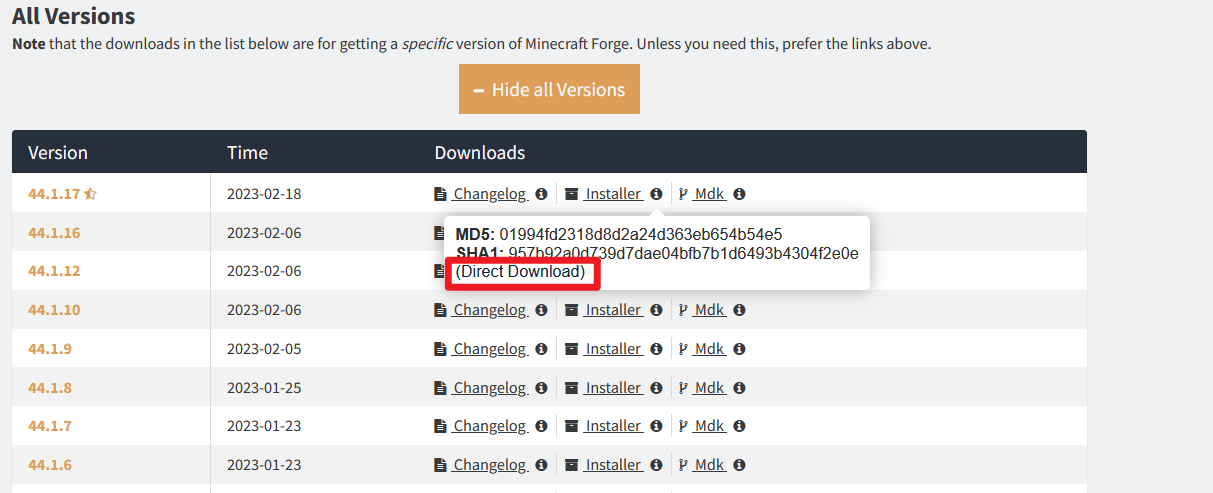 All Versions
Note that the downloads in the list below are for getting a specific version of Minecraft Forge. Unless you need this, prefer the links above.
– Hide all Versions
Version Time Downloads
44.1.17 2023-02-18 Changelog Installer Mdk
44.1.16 2023-02-06
MD5: 01994fd2318d8d2a24d363eb654b54e5
SHA1: 957b92a0d739d7dae04bfb7b1d6493b4304f2e0e
44.1.12 2023-02-06
(Direct Download)
44.1.10 2023-02-06 Changelog Installer Mdk
44.1.9 2023-02-05 Changelog Installer Mdk
44.1.8 2023-01-25 Changelog Installer Mdk
44.1.7 2023-01-23 Changelog Installer Mdk
44.1.6 2023-01-23 Changelog Installer Mdk